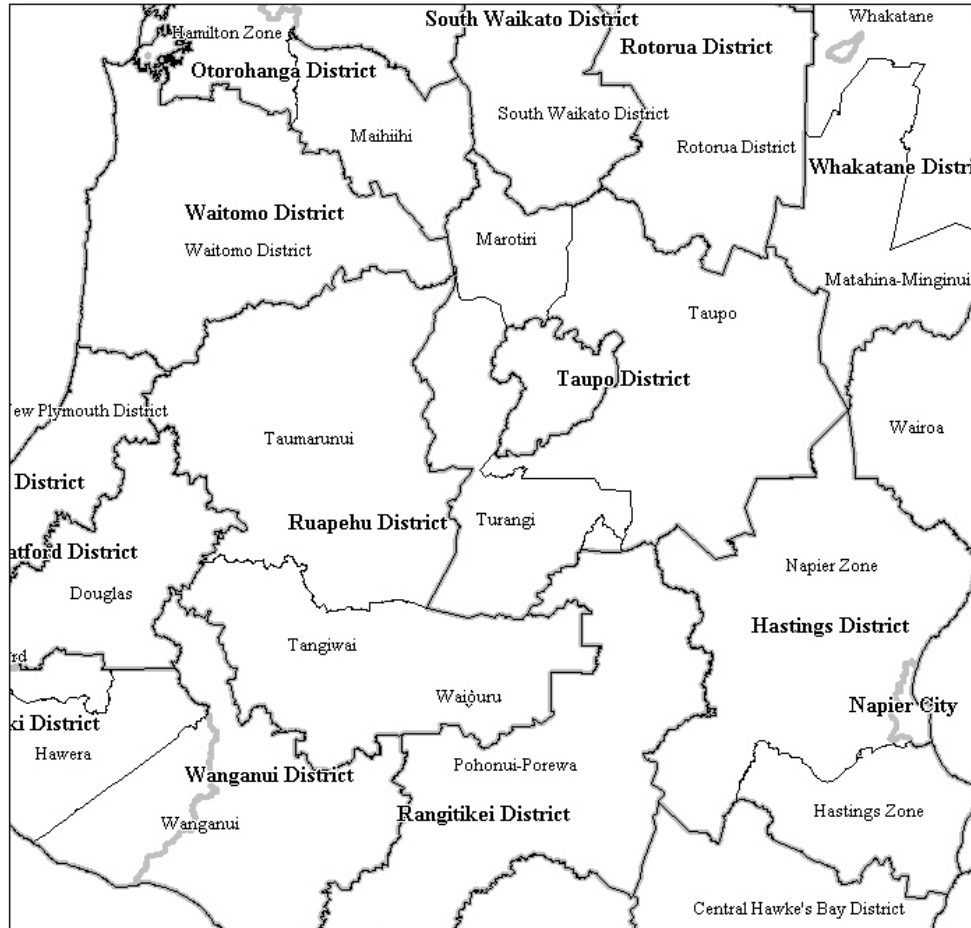 Whakatane
South Waikato District
Hamilton Zone
Rotorua District
Otorohanga District
South Waikato District
Maihiihi
Rotorua District
Whakatane Distri
Waitomo District
Marotiri
Waitomo District
Matahina-Minginui
Taupo
Taupo District
ew Plymouth District
Wairoa
Taumarunui
District
Ruapehu District
Turangi
atford District
Napier Zone
Douglas
Hastings District
Tangiwai
rd
Waiouru
Napier City
ki District
Hawera
Pohonui-Porewa
Wanganui District
Rangitikei District
Hastings Zone
Wanganui
Central Hawke's Bay District